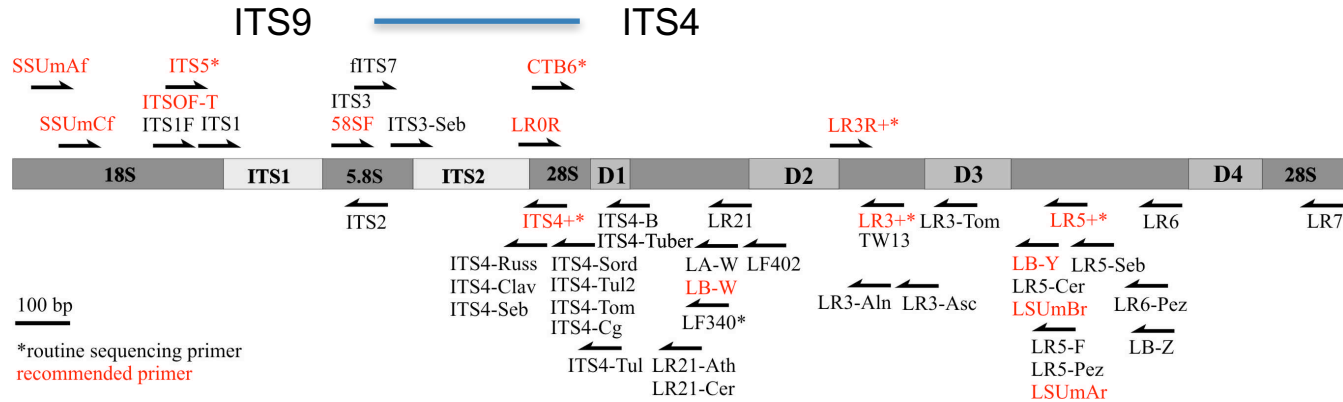 ITS9 ITS4
SSUmAf ITS5* fITS7 CTB6*
ITSOF-T ITS3
SSUmCf ITS1F ITS1 58SF ITS3-Seb LR0R LR3R+*
18S ITS1 5.8S ITS2 28S D1 D2 D3 D4 28S
ITS2 ITS4+* ITS4-B LR21 LR3+* LR3-Tom LR5+* LR6 LR7
ITS4-Tuber TW13
ITS4-Russ ITS4-Sord LA-W LF402 LB-Y LR5-Seb
ITS4-Clav ITS4-Tul2 LB-W LR5-Cer
100 bp ITS4-Seb ITS4-Tom LR3-Aln LR3-Asc LSUmBr LR6-Pez
ITS4-Cg LF340*
*routine sequencing primer LR5-F LB-Z
recommended primer ITS4-Tul LR21-Ath LR5-Pez
LR21-Cer LSUmAr